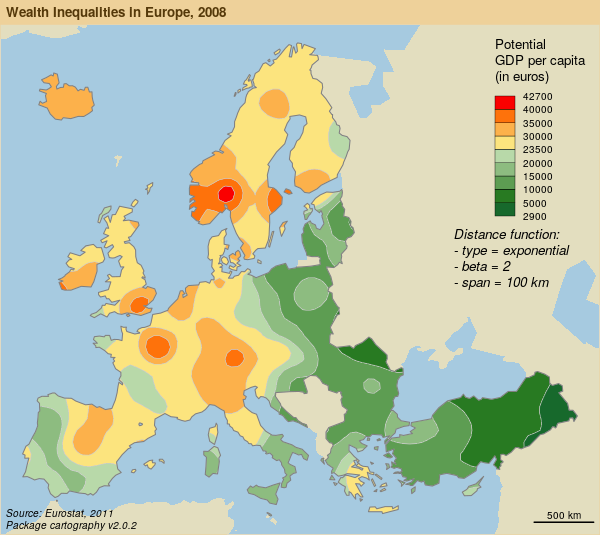 Wealth Inequalities in Europe, 2008
Potential
GDP per capita
(in euros)
42700
40000
35000
30000
23500
20000
15000
10000
5000
2900
Distance function:
- type = exponential
- beta = 2
- span = 100 km
Source: Eurostat, 2011
Package cartography v2.0.2
500 km